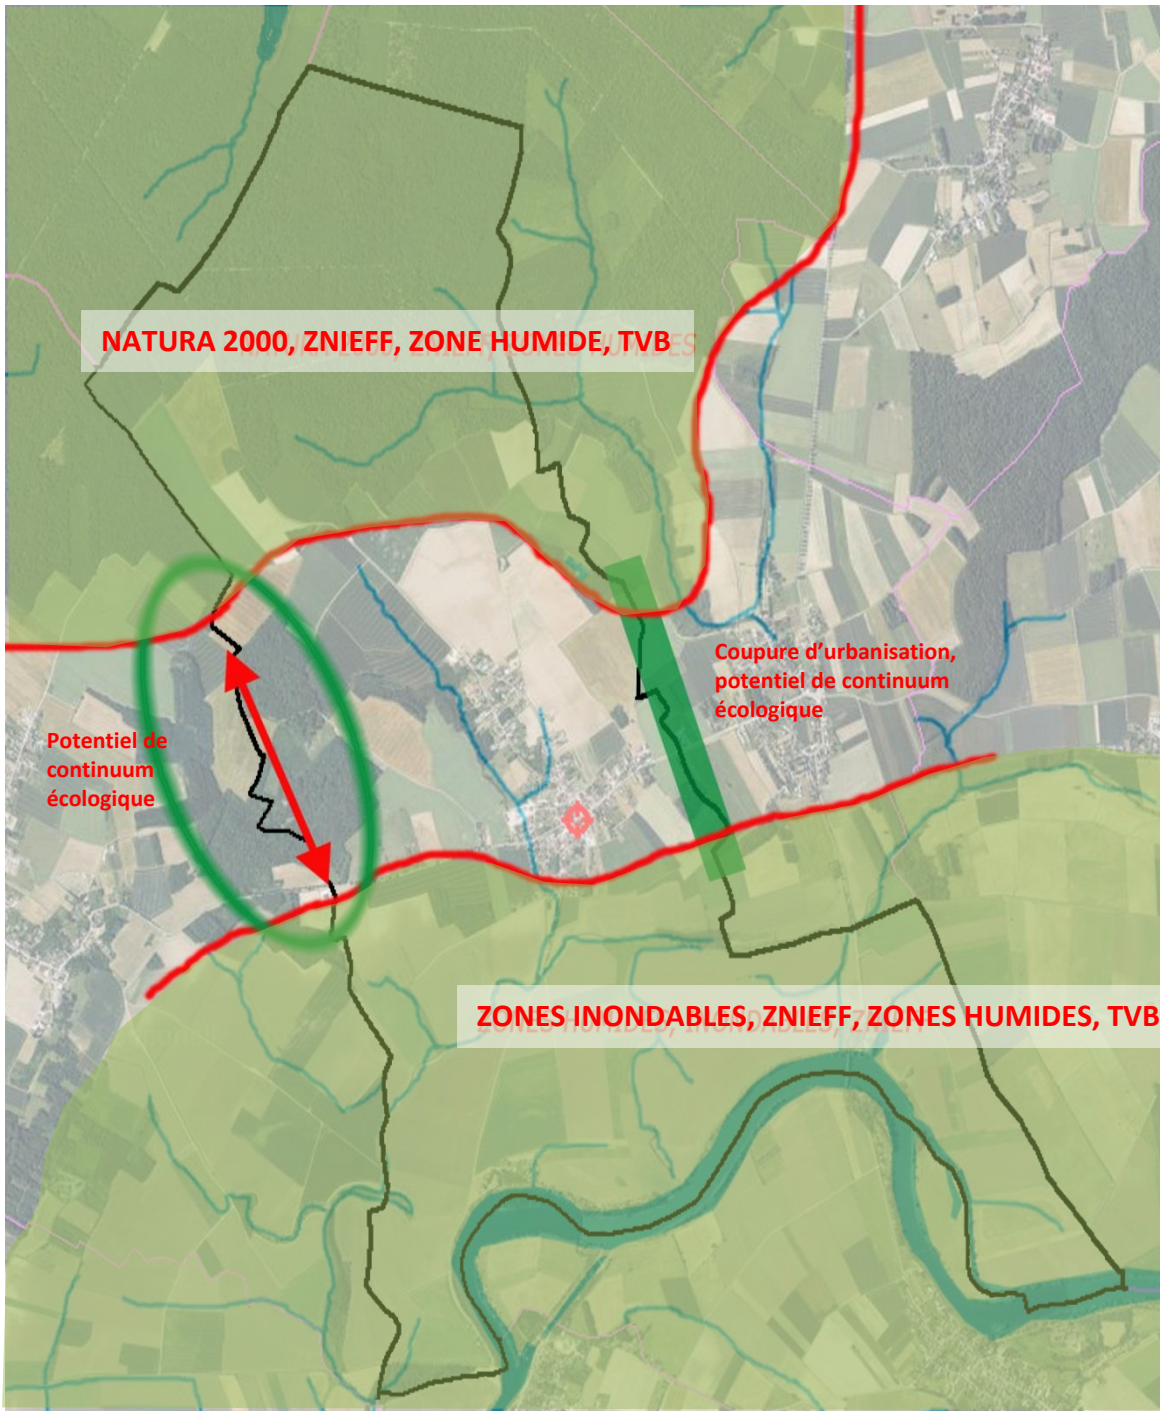 NATURA 2000, ZNIEFF, ZONE HUMIDE, TVB
Coupure d'urbanisation,
potentiel de continuum
écologique
Potentiel de
continuum
écologique
ZONES INONDABLES, ZNIEFF, ZONES HUMIDES, TVB